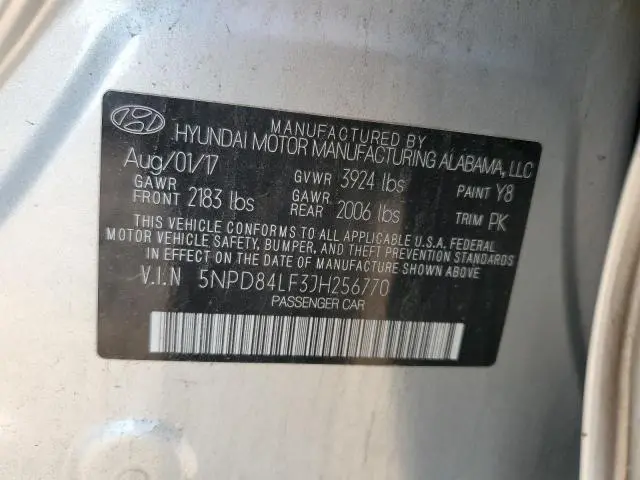 MANUFACTURED BY
HYUNDAI MOTOR MANUFACTURING ALABAMA, LLC
Aug/01/17 GVWR 3924 lbs PAINT Y8
GAWR FRONT 2183 lbs GAWR REAR 2006 lbs TRIM PK
THIS VEHICLE CONFORMS TO ALL APPLICABLE U.S.A. FEDERAL
MOTOR VEHICLE SAFETY, BUMPER, AND THEFT PREVENTION STANDARDS
IN EFFECT ON THE DATE OF MANUFACTURE SHOWN ABOVE
V.I.N 5NPD84LF3JH256770
PASSENGER CAR